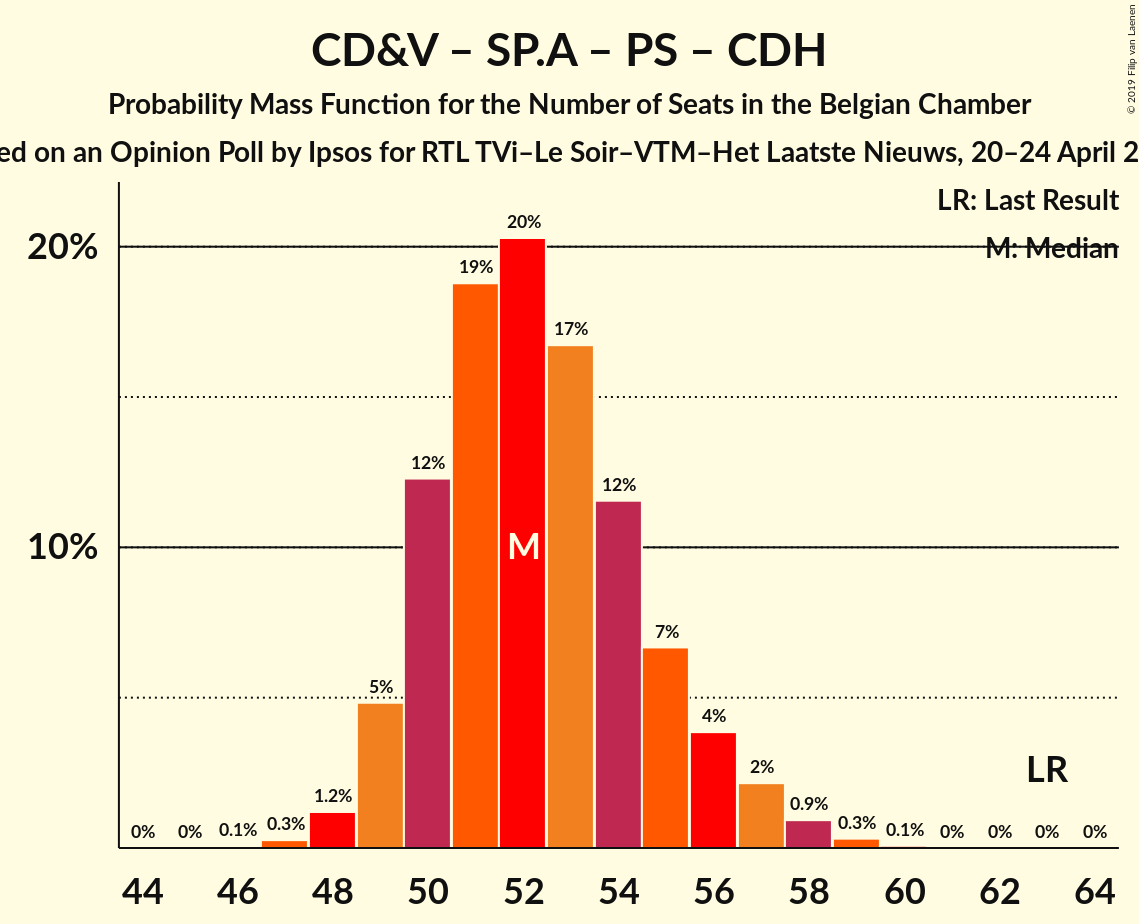 CD&V – SP.A – PS – CDH
Probability Mass Function for the Number of Seats in the Belgian Chamber
ed on an Opinion Poll by Ipsos for RTL TVi–Le Soir–VTM–Het Laatste Nieuws, 20–24 April 2
© 2019 Filip van Laenen
LR: Last Result
M: Median
20%
10%
0%
0%
0.1%
0.3%
1.2%
5%
12%
19%
20%
17%
12%
7%
4%
2%
0.9%
0.3%
0.1%
0%
0%
0%
0%
M
LR
44 46 48 50 52 54 56 58 60 62 64